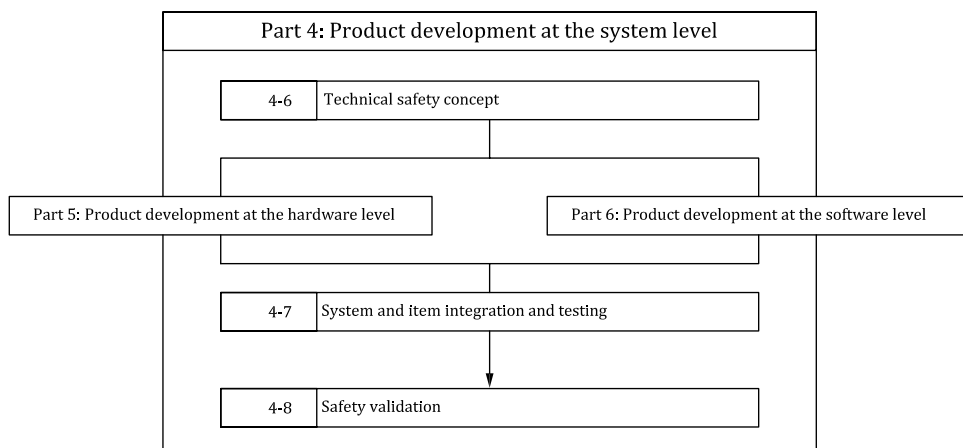 Part 4: Product development at the system level
4-6 Technical safety concept
Part 5: Product development at the hardware level
Part 6: Product development at the software level
4-7 System and item integration and testing
4-8 Safety validation